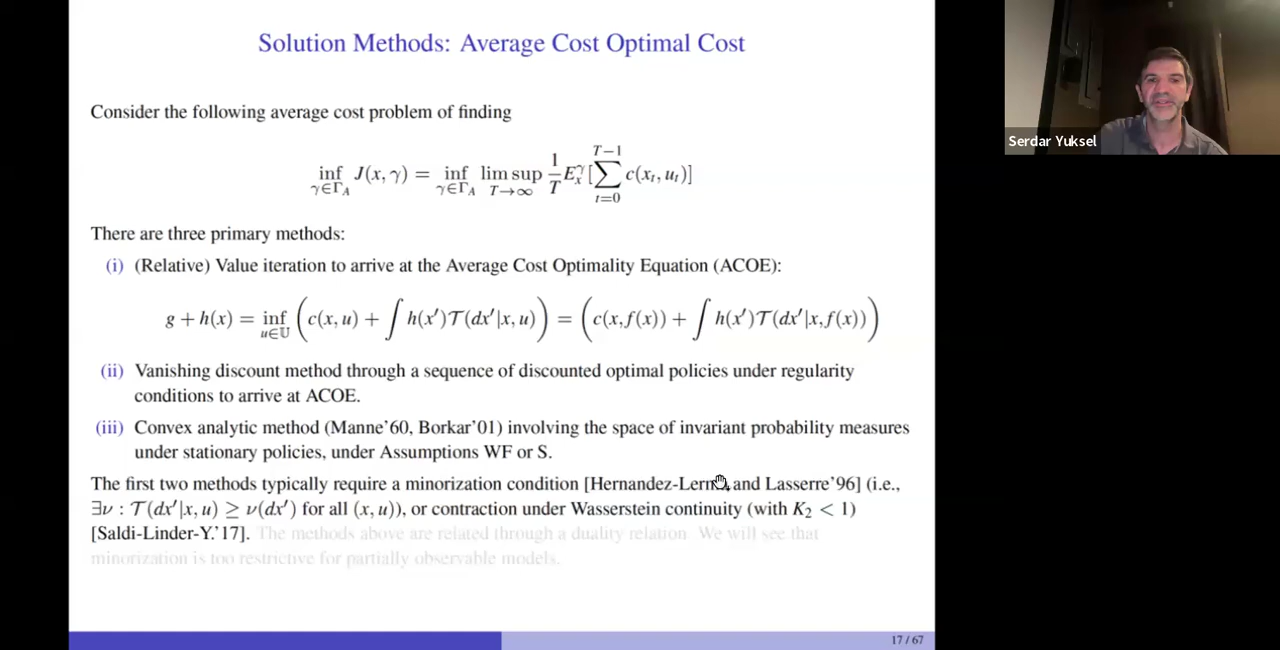 Solution Methods: Average Cost Optimal Cost
Serdar Yuksel
Consider the following average cost problem of finding
inf_{γ∈Γ_A} J(x, γ) = inf_{γ∈Γ_A} lim sup_{T→∞} \frac{1}{T} E_x^γ [∑_{t=0}^{T−1} c(x_t, u_t)]
There are three primary methods:
(i) (Relative) Value iteration to arrive at the Average Cost Optimality Equation (ACOE):
g + h(x) = inf_{u∈𝕌} (c(x, u) + ∫ h(x′)𝒯(dx′|x, u)) = (c(x, f(x)) + ∫ h(x′)𝒯(dx′|x, f(x)))
(ii) Vanishing discount method through a sequence of discounted optimal policies under regularity
conditions to arrive at ACOE.
(iii) Convex analytic method (Manne'60, Borkar'01) involving the space of invariant probability measures
under stationary policies, under Assumptions WF or S.
The first two methods typically require a minorization condition [Hernandez-Lerma and Lasserre'96] (i.e.,
∃ν : 𝒯(dx′|x, u) ≥ ν(dx′) for all (x, u)), or contraction under Wasserstein continuity (with K_2 < 1)
[Saldi-Linder-Y.'17]. The methods above are related through a duality relation. We will see that
minorization is too restrictive for partially observable models.
17 / 67